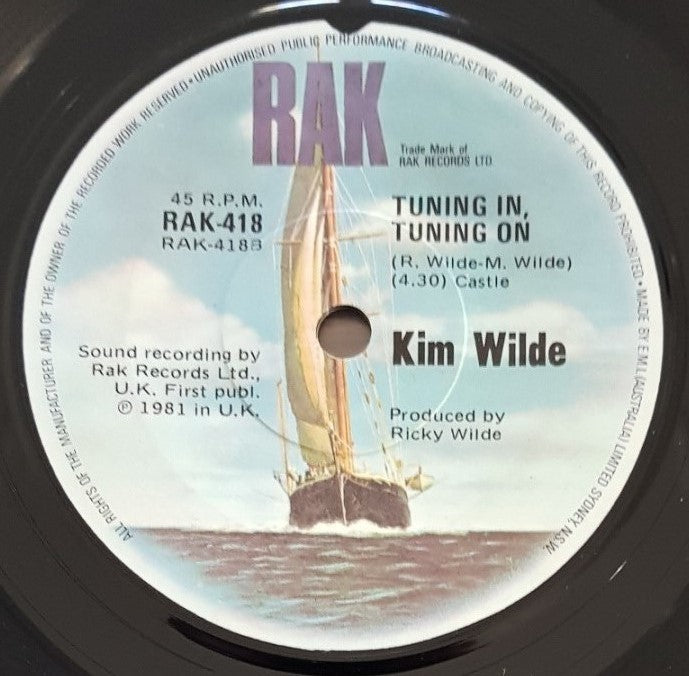 ALL RIGHTS OF THE MANUFACTURER AND OF THE OWNER OF THE RECORDED WORK RESERVED • UNAUTHORISED PUBLIC PERFORMANCE BROADCASTING AND COPYING OF THIS RECORD PROHIBITED • MADE BY E.M.I. (AUSTRALIA) LIMITED SYDNEY, N.S.W.
RAK
Trade Mark of
RAK RECORDS LTD
45 R.P.M.
RAK-418
RAK-418B
TUNING IN,
TUNING ON
(R. Wilde-M. Wilde)
(4.30) Castle
Kim Wilde
Sound recording by
Rak Records Ltd.,
U.K. First publ.
℗ 1981 in U.K.
Produced by
Ricky Wilde